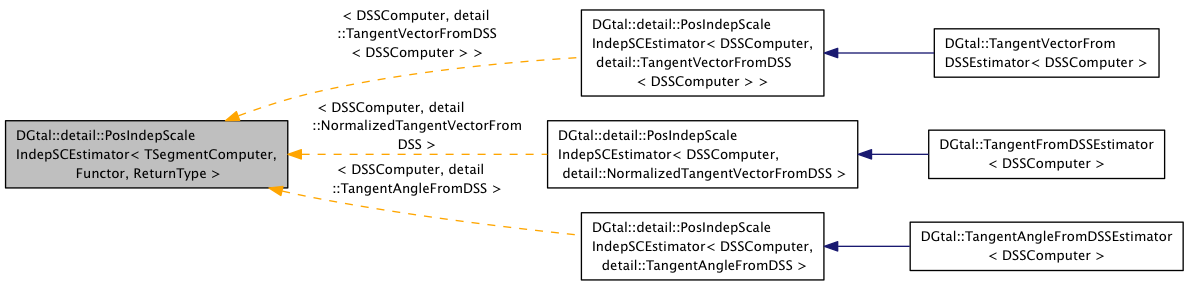 DGtal::detail::PosIndepScale
IndepSCEstimator< TSegmentComputer,
Functor, ReturnType >
< DSSComputer, detail
::TangentVectorFromDSS
< DSSComputer > >
< DSSComputer, detail
::NormalizedTangentVectorFrom
DSS >
< DSSComputer, detail
::TangentAngleFromDSS >
DGtal::detail::PosIndepScale
IndepSCEstimator< DSSComputer,
detail::TangentVectorFromDSS
< DSSComputer > >
DGtal::TangentVectorFrom
DSSEstimator< DSSComputer >
DGtal::detail::PosIndepScale
IndepSCEstimator< DSSComputer,
detail::NormalizedTangentVectorFromDSS >
DGtal::TangentFromDSSEstimator
< DSSComputer >
DGtal::detail::PosIndepScale
IndepSCEstimator< DSSComputer,
detail::TangentAngleFromDSS >
DGtal::TangentAngleFromDSSEstimator
< DSSComputer >